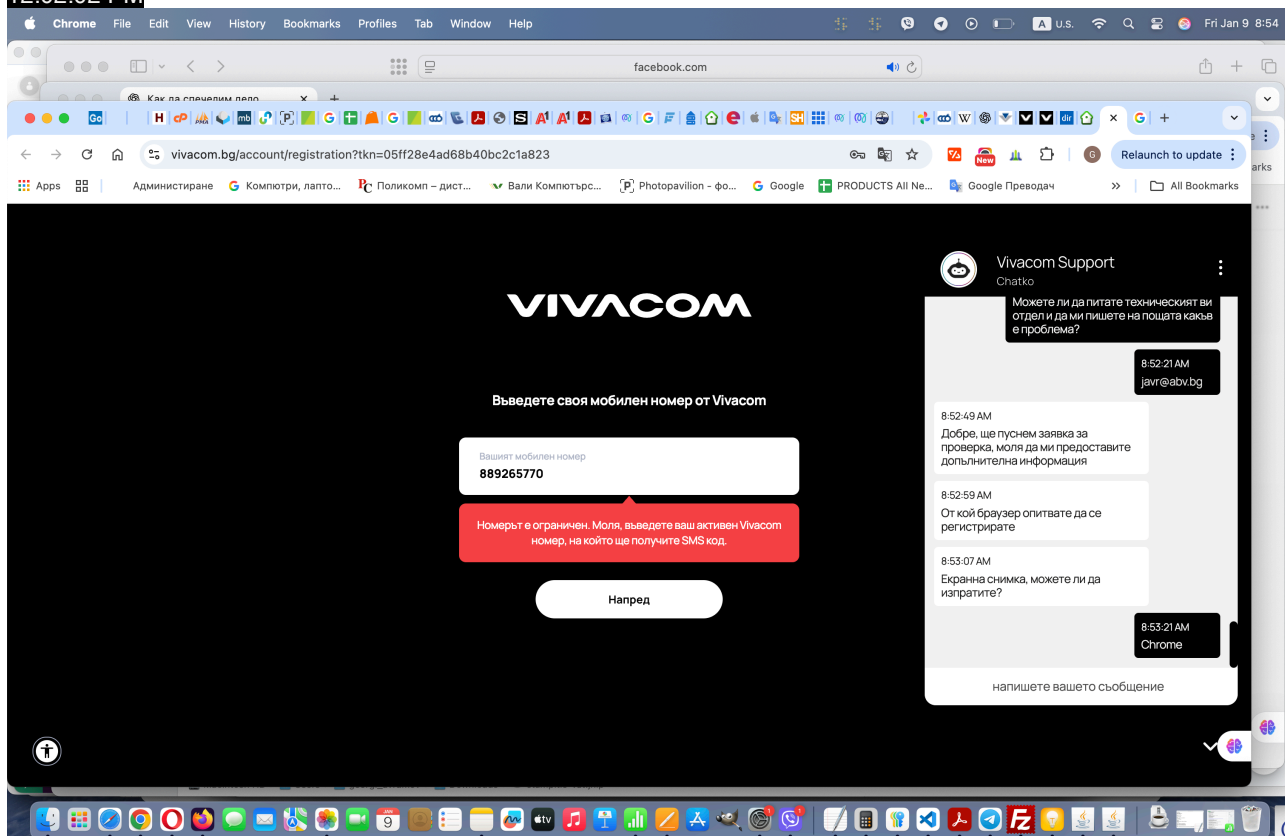 12:02:02 PM
Chrome File Edit View History Bookmarks Profiles Tab Window Help A U.S. Fri Jan 9 8:54
facebook.com
Как да спечелим дело
vivacom.bg/account/registration?tkn=05ff28e4ad68b40bc2c1a823 New G Relaunch to update
Apps Администриране Компютри, лапто... Поликомп – дист... Вали Компютърс... Photopavilion - фо... Google PRODUCTS All Ne... Google Преводач » All Bookmarks
arks
VIVACOM
Въведете своя мобилен номер от Vivacom
Вашият мобилен номер
889265770
Номерът е ограничен. Моля, въведете ваш активен Vivacom
номер, на който ще получите SMS код.
Напред
Vivacom Support
Chatko
Можете ли да питате техническият ви
отдел и да ми пишете на пощата какъв
е проблема?
8:52:21 AM
javr@abv.bg
8:52:49 AM
Добре, ще пуснем заявка за
проверка, моля да ми предоставите
допълнителна информация
8:52:59 AM
От кой браузер опитвате да се
регистрирате
8:53:07 AM
Екранна снимка, можете ли да
изпратите?
8:53:21 AM
Chrome
напишете вашето съобщение